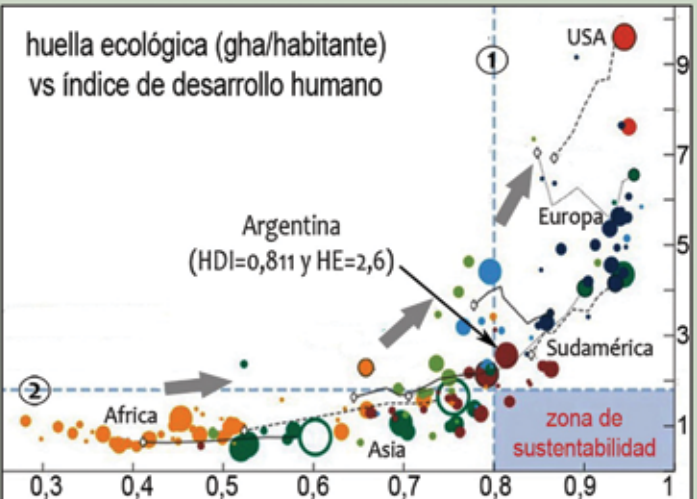 huella ecológica (gha/habitante)
vs índice de desarrollo humano
1
USA
9
7
Europa
5
Argentina
(HDI=0,811 y HE=2,6)
3
Sudamérica
2
Africa
Asia
zona de
sustentabilidad
1
0,3 0,4 0,5 0,6 0,7 0,8 0,9 1